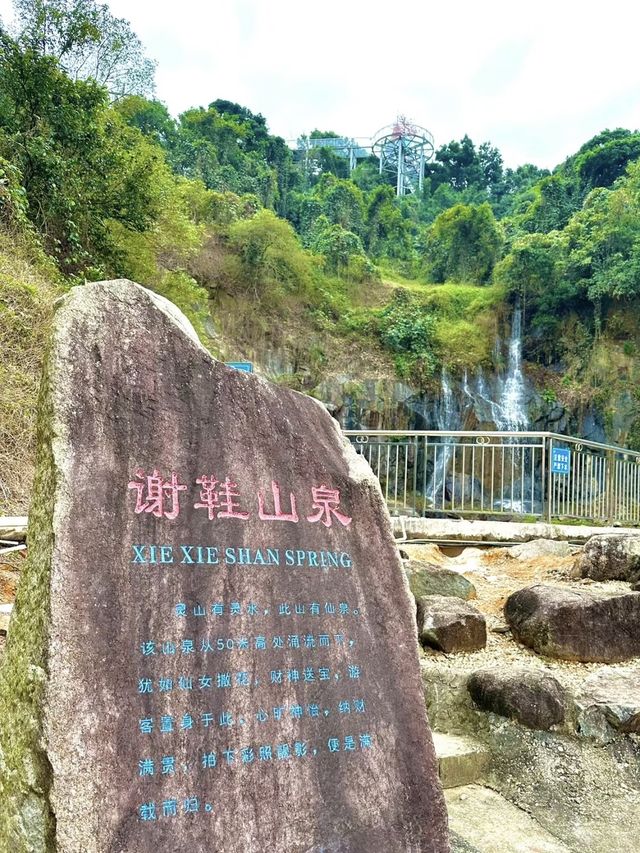 谢鞋山泉
XIE XIE SHAN SPRING
灵山有灵水，此山有仙泉。
该山泉从50米高处涌流而下，
犹如仙女撒花，财神送宝，游
客置身于此，心旷神怡，纳财
满贯，拍下彩照靓影，便是满
载而归。